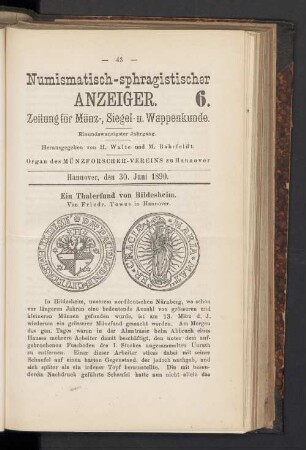 — 45 —
Numismatisch-sphragistischer
ANZEIGER. 6.
Zeitung für Münz-, Siegel- u. Wappenkunde.
Einundzwanzigster Jahrgang.
Herausgegeben von H. Walte und M. Bahrfeldt.
Organ des MÜNZFORSCHER-VEREINS zu Hannover
Hannover, den 30. Juni 1890.
Ein Thalerfund von Hildesheim.
Von Friedr. Tewes in Hannover.
In Hildesheim, unserem norddeutschen Nürnberg, wo schon
vor längeren Jahren eine bedeutende Anzahl von grösseren und
kleineren Münzen gefunden wurde, ist am 13. März d. J.
wiederum ein grösserer Münzfund gemacht worden. Am Morgen
des gen. Tages waren in der Altstrasse beim Abbruch eines
Hauses mehrere Arbeiter damit beschäftigt, den unter dem auf-
gebrochenen Fussboden des I. Stockes angesammelten Unrath
zu entfernen. Einer dieser Arbeiter stiess dabei mit seiner
Schaufel auf einen harten Gegenstand, der jedoch nachgab, und
sich später als ein irdener Topf herausstellte. Die mit beson-
derem Nachdruck geführte Schaufel hatte nun nicht allein das